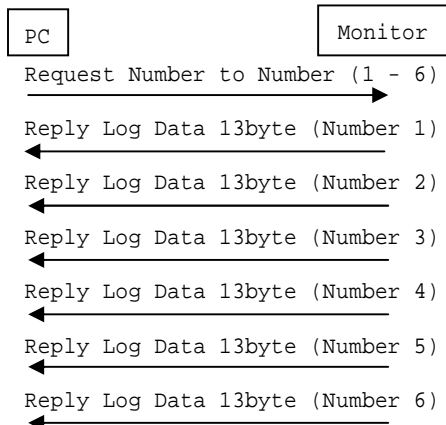 PC Monitor
Request Number to Number (1 - 6)
Reply Log Data 13byte (Number 1)
Reply Log Data 13byte (Number 2)
Reply Log Data 13byte (Number 3)
Reply Log Data 13byte (Number 4)
Reply Log Data 13byte (Number 5)
Reply Log Data 13byte (Number 6)